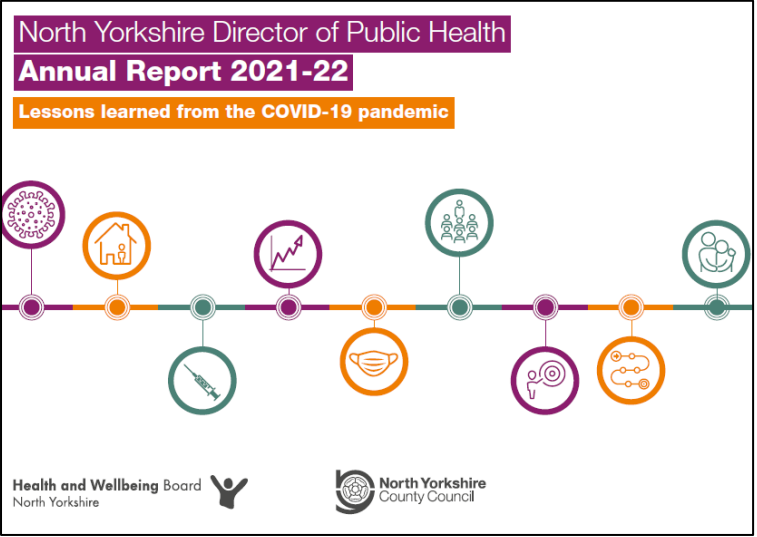 North Yorkshire Director of Public Health
Annual Report 2021-22
Lessons learned from the COVID-19 pandemic
Health and Wellbeing Board
North Yorkshire
North Yorkshire
County Council